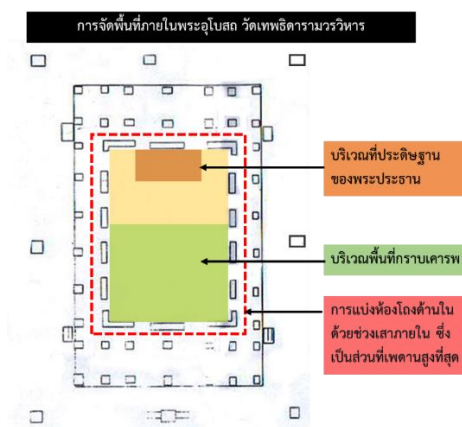 การจัดพื้นที่ภายในพระอุโบสถ วัดเทพธิดารามวรวิหาร
บริเวณที่ประดิษฐาน
ของพระประธาน
บริเวณพื้นที่กราบเคารพ
การแบ่งห้องโถงด้านใน
ด้วยช่วงเสาภายใน ซึ่ง
เป็นส่วนที่เพดานสูงที่สุด